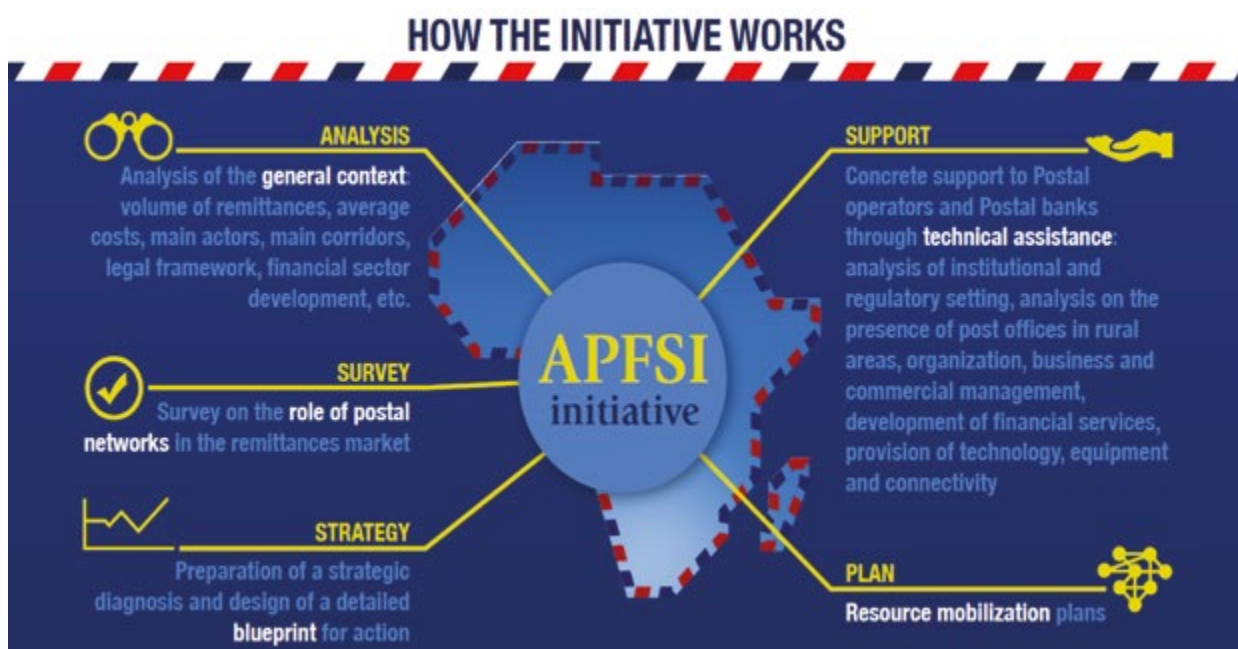 HOW THE INITIATIVE WORKS
ANALYSIS
Analysis of the general context:
volume of remittances, average
costs, main actors, main corridors,
legal framework, financial sector
development, etc.
SURVEY
Survey on the role of postal
networks in the remittances market
STRATEGY
Preparation of a strategic
diagnosis and design of a detailed
blueprint for action
APFSI
initiative
SUPPORT
Concrete support to Postal
operators and Postal banks
through technical assistance:
analysis of institutional and
regulatory setting, analysis on the
presence of post offices in rural
areas, organization, business and
commercial management,
development of financial services,
provision of technology, equipment
and connectivity
PLAN
Resource mobilization plans